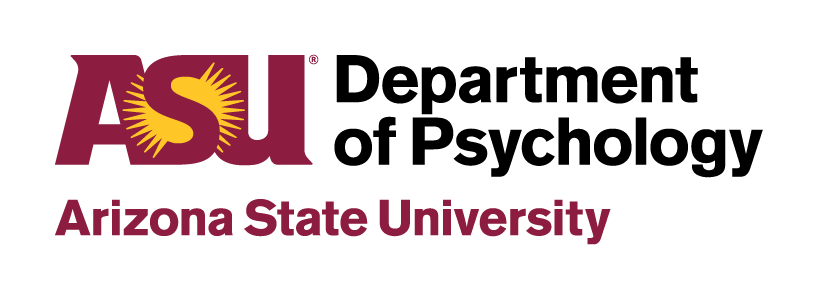 ASU® Department
of Psychology
Arizona State University